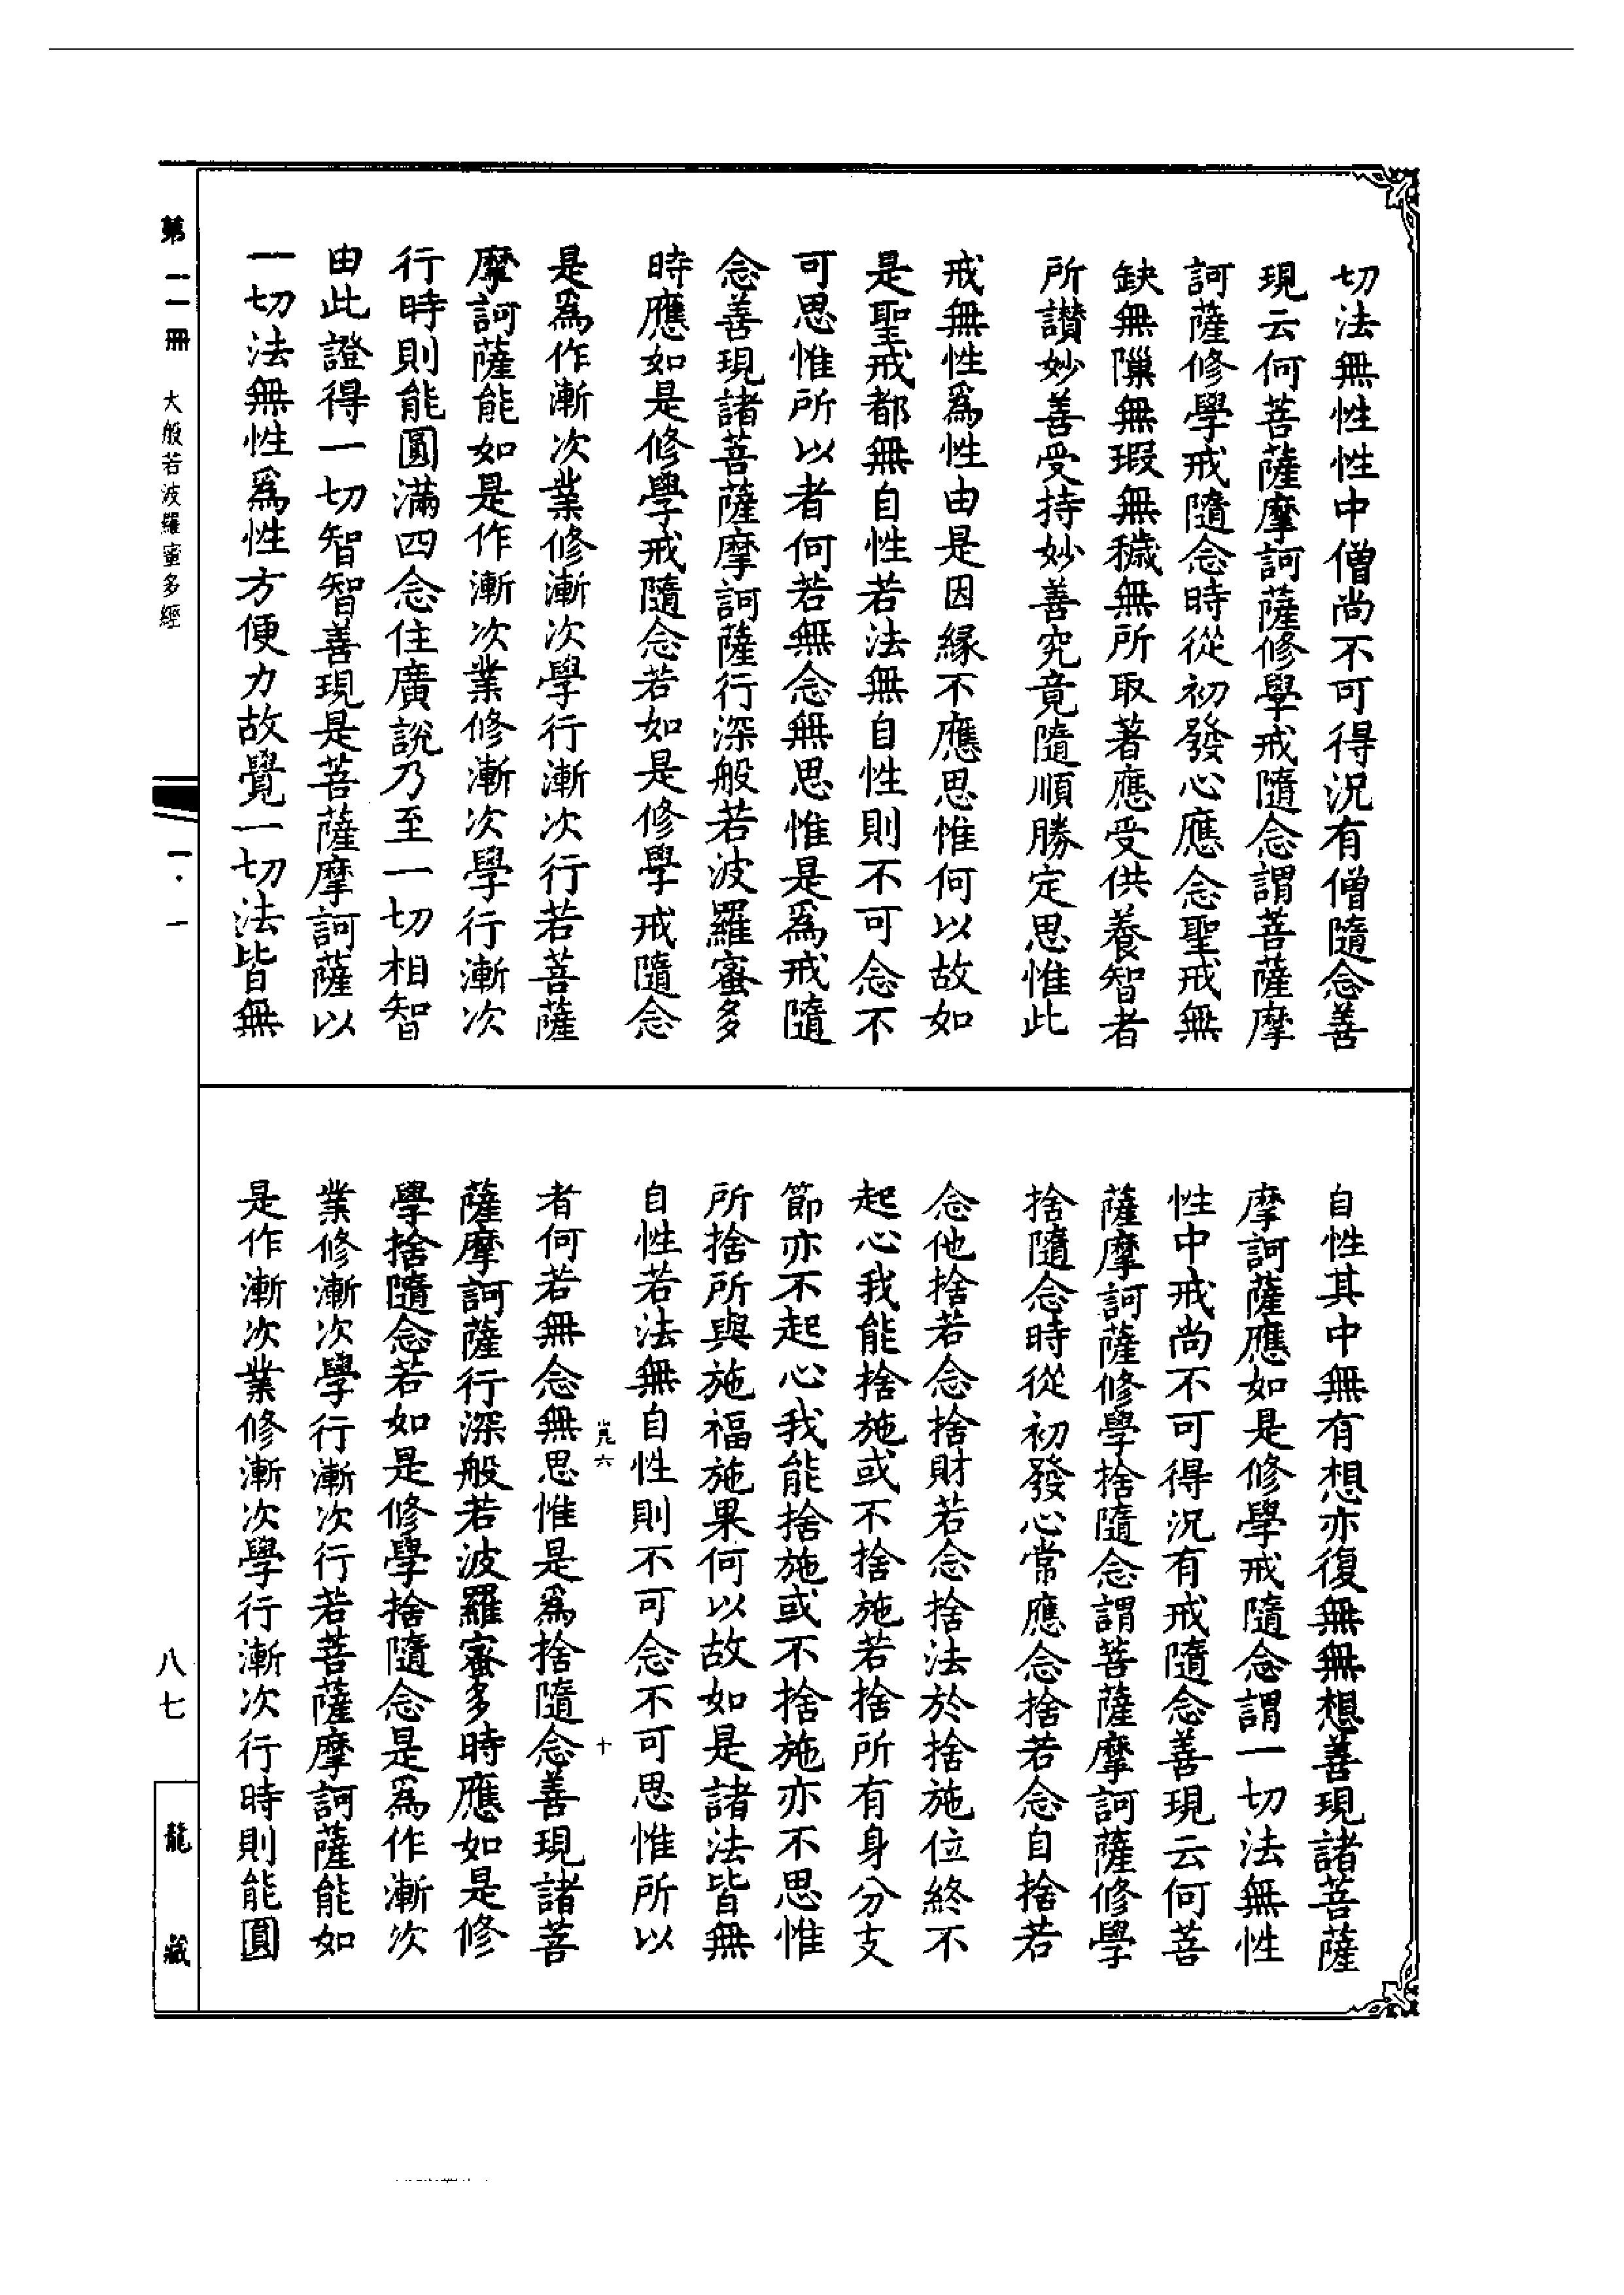 切法無性性中僧尚不可得況有僧隨念善
現云何菩薩摩訶薩修學戒隨念謂菩薩摩
訶薩修學戒隨念時從初發心應念聖戒無
缺無隟無瑕無穢無所取著應受供養智者
所讃妙善受持妙善究竟隨順勝定思惟此
戒無性爲性由是因緣不應思惟何以故如
是聖戒都無自性若法無自性則不可念不
可思惟所以者何若無念無思惟是爲戒隨
念善現諸菩薩摩訶薩行深般若波羅蜜多
時應如是修學戒隨念若如是修學戒隨念
是爲作漸次業修漸次學行漸次行若菩薩
摩訶薩能如是作漸次業修漸次學行漸次
行時則能圓滿四念住廣說乃至一切相智
由此證得一切智智善現是菩薩摩訶薩以
一切法無性爲性方便力故覺一切法皆無
自性其中無有想亦復無無想善現諸菩薩
摩訶薩應如是修學戒隨念謂一切法無性
性中戒尚不可得況有戒隨念善現云何菩
薩摩訶薩修學捨隨念謂菩薩摩訶薩修學
捨隨念時從初發心常應念捨若念自捨若
念他捨若念捨財若念捨法於捨施位終不
起心我能捨施或不捨施若捨所有身分支
節亦不起心我能捨施或不捨施亦不思惟
所捨所與施福施果何以故如是諸法皆無
自性若法無自性則不可念不可思惟所以
者何若無念無思惟是爲捨隨念善現諸菩
薩摩訶薩行深般若波羅蜜多時應如是修
學捨隨念若如是修學捨隨念是爲作漸次
業修漸次學行漸次行若菩薩摩訶薩能如
是作漸次業修漸次學行漸次行時則能圓
六 十
第一一冊 大般若波羅蜜多經 一·一 八七 龍藏